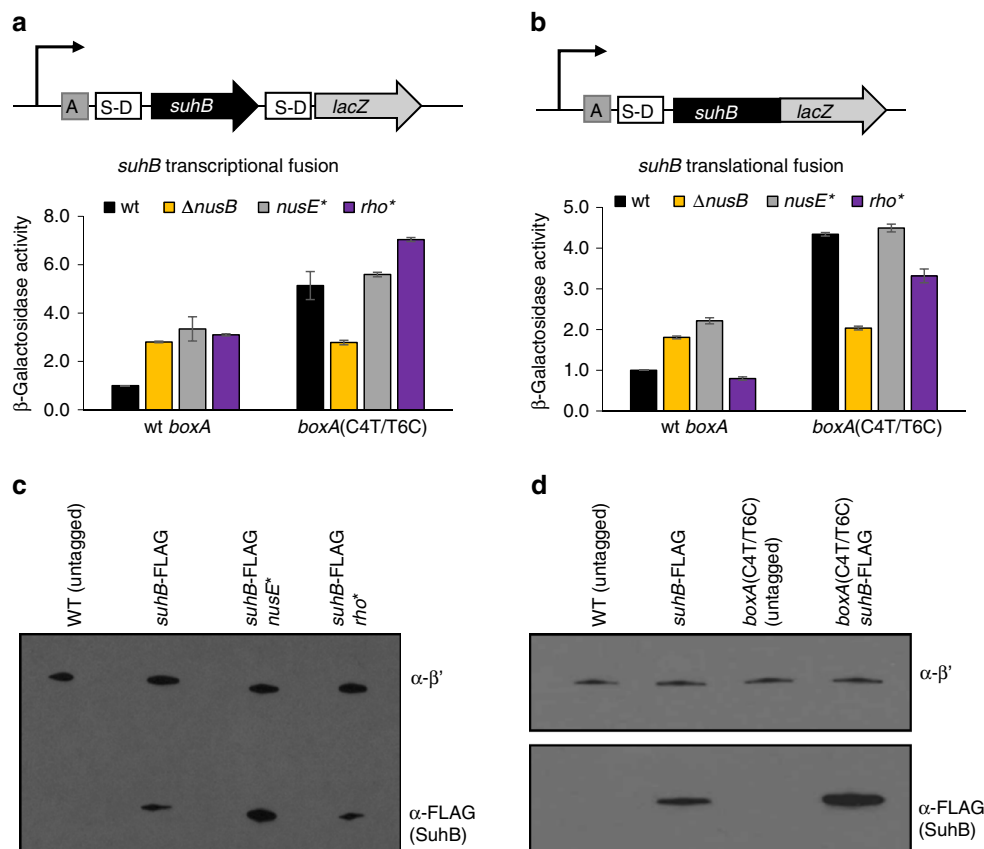 a
A
S-D
suhB
S-D
lacZ
suhB transcriptional fusion
wt
ΔnusB
nusE*
rho*
β-Galactosidase activity
8.0
6.0
4.0
2.0
0.0
wt boxA
boxA(C4T/T6C)
b
A
S-D
suhB
lacZ
suhB translational fusion
wt
ΔnusB
nusE*
rho*
β-Galactosidase activity
5.0
4.0
3.0
2.0
1.0
0.0
wt boxA
boxA(C4T/T6C)
c
WT (untagged)
suhB-FLAG
suhB-FLAG
nusE*
suhB-FLAG
rho*
α-β’
α-FLAG
(SuhB)
d
WT (untagged)
suhB-FLAG
boxA(C4T/T6C)
(untagged)
boxA(C4T/T6C)
suhB-FLAG
α-β’
α-FLAG
(SuhB)